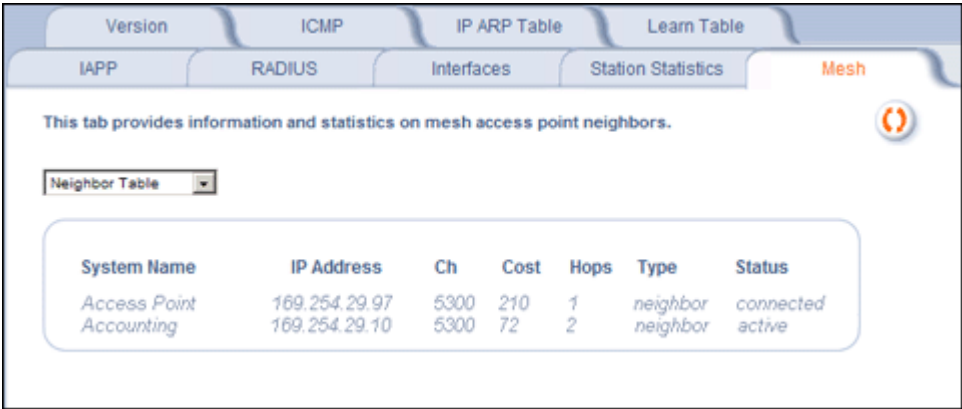 Version ICMP IP ARP Table Learn Table
IAPP RADIUS Interfaces Station Statistics Mesh
This tab provides information and statistics on mesh access point neighbors.
Neighbor Table
System Name IP Address Ch Cost Hops Type Status
Access Point 169.254.29.97 5300 210 1 neighbor connected
Accounting 169.254.29.10 5300 72 2 neighbor active